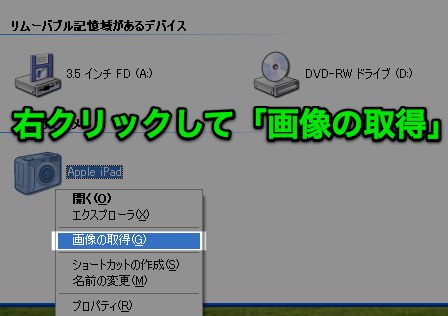 リムーバブル記憶域があるデバイス
3.5 インチ FD (A:)
DVD-RW ドライブ (D:)
右クリックして「画像の取得」
Apple iPad
開く(O)
エクスプローラ(X)
画像の取得(G)
ショートカットの作成(S)
名前の変更(M)
プロパティ(R)